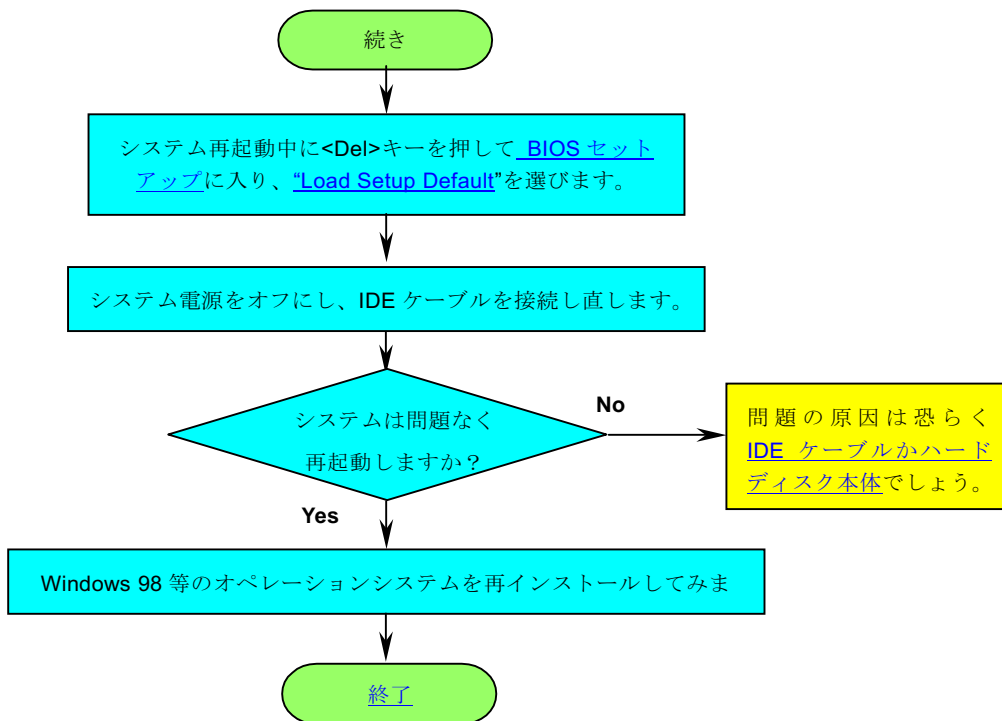 続き
システム再起動中に<Del>キーを押して BIOS セット
アップに入り、“Load Setup Default”を選びます。
システム電源をオフにし、IDE ケーブルを接続し直します。
システムは問題なく
再起動しますか？
No
問題の原因は恐らく
IDE ケーブルかハード
ディスク本体でしょう。
Yes
Windows 98 等のオペレーションシステムを再インストールしてみま
終了